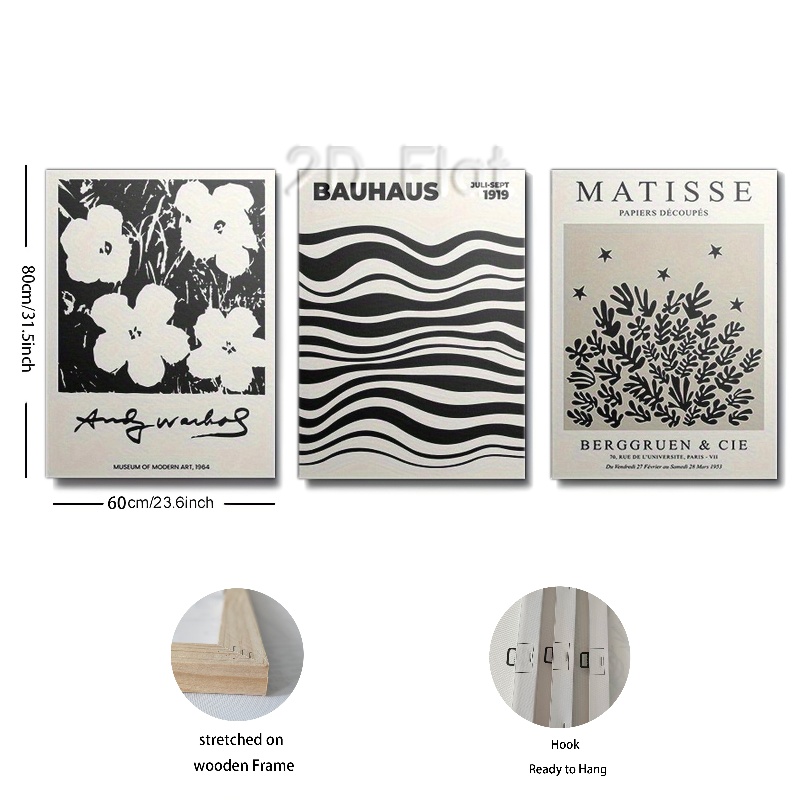 2D Flat
80cm/31.5inch
Andy Warhol
MUSEUM OF MODERN ART, 1964
60cm/23.6inch
BAUHAUS
JULI-SEPT
1919
MATISSE
PAPIERS DÉCOUPÉS
BERGGRUEN & CIE
70, RUE DE L'UNIVERSITE, PARIS - VII
Du Vendredi 27 Février au Samedi 28 Mars 1953
stretched on
wooden Frame
Hook
Ready to Hang